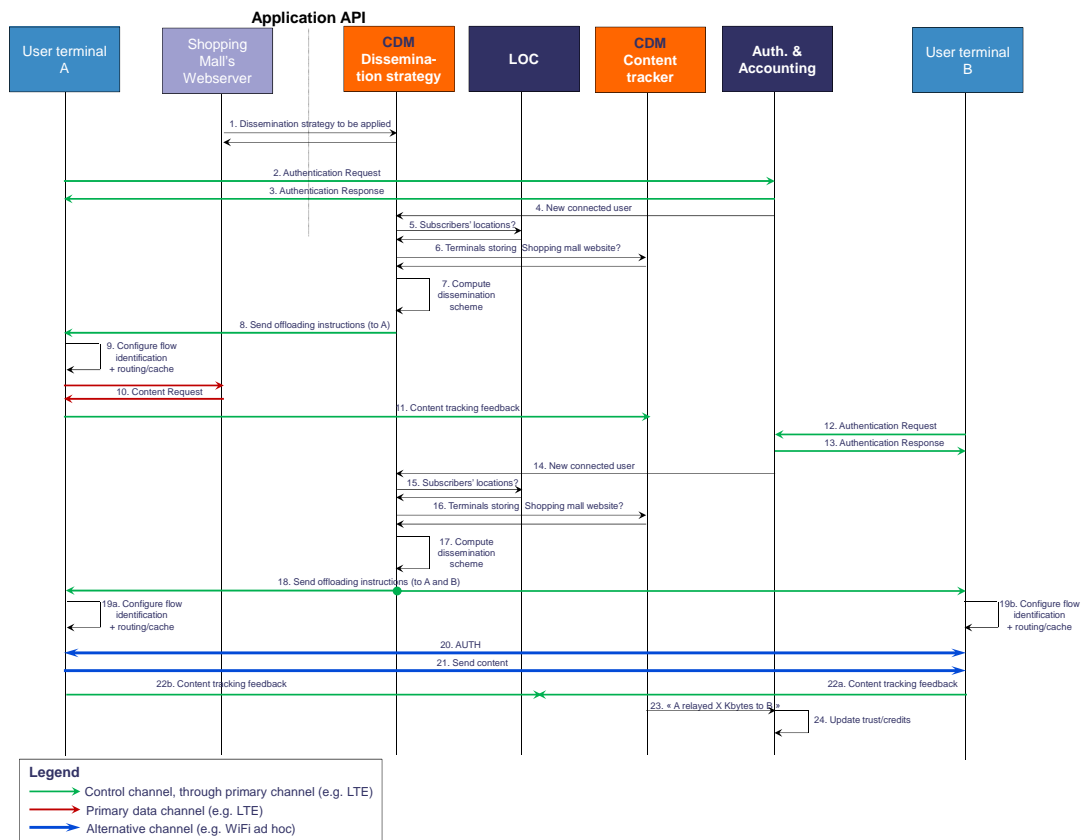 Application API
User terminal
A
Shopping
Mall's
Webserver
CDM
Dissemina-
tion strategy
LOC
CDM
Content
tracker
Auth. &
Accounting
User terminal
B
1. Dissemination strategy to be applied
2. Authentication Request
3. Authentication Response
4. New connected user
5. Subscribers' locations?
6. Terminals storing Shopping mall website?
7. Compute
dissemination
scheme
8. Send offloading instructions (to A)
9. Configure flow
identification
+ routing/cache
10. Content Request
11. Content tracking feedback
12. Authentication Request
13. Authentication Response
14. New connected user
15. Subscribers' locations?
16. Terminals storing Shopping mall website?
17. Compute
dissemination
scheme
18. Send offloading instructions (to A and B)
19a. Configure flow
identification
+ routing/cache
19b. Configure flow
identification
+ routing/cache
20. AUTH
21. Send content
22b. Content tracking feedback
22a. Content tracking feedback
23. « A relayed X Kbytes to B »
24. Update trust/credits
Legend
Control channel, through primary channel (e.g. LTE)
Primary data channel (e.g. LTE)
Alternative channel (e.g. WiFi ad hoc)